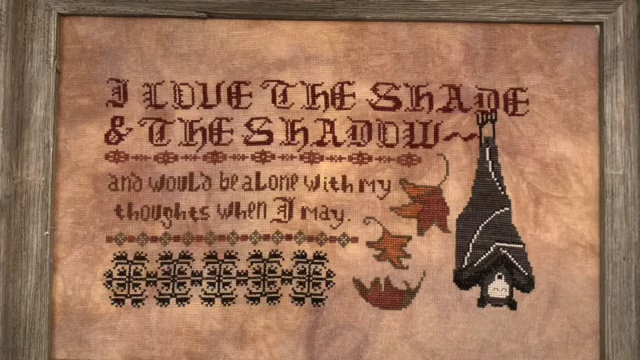 I LOVE THE SHADE
& THE SHADOW~~
and would be alone with my
thoughts when I may.